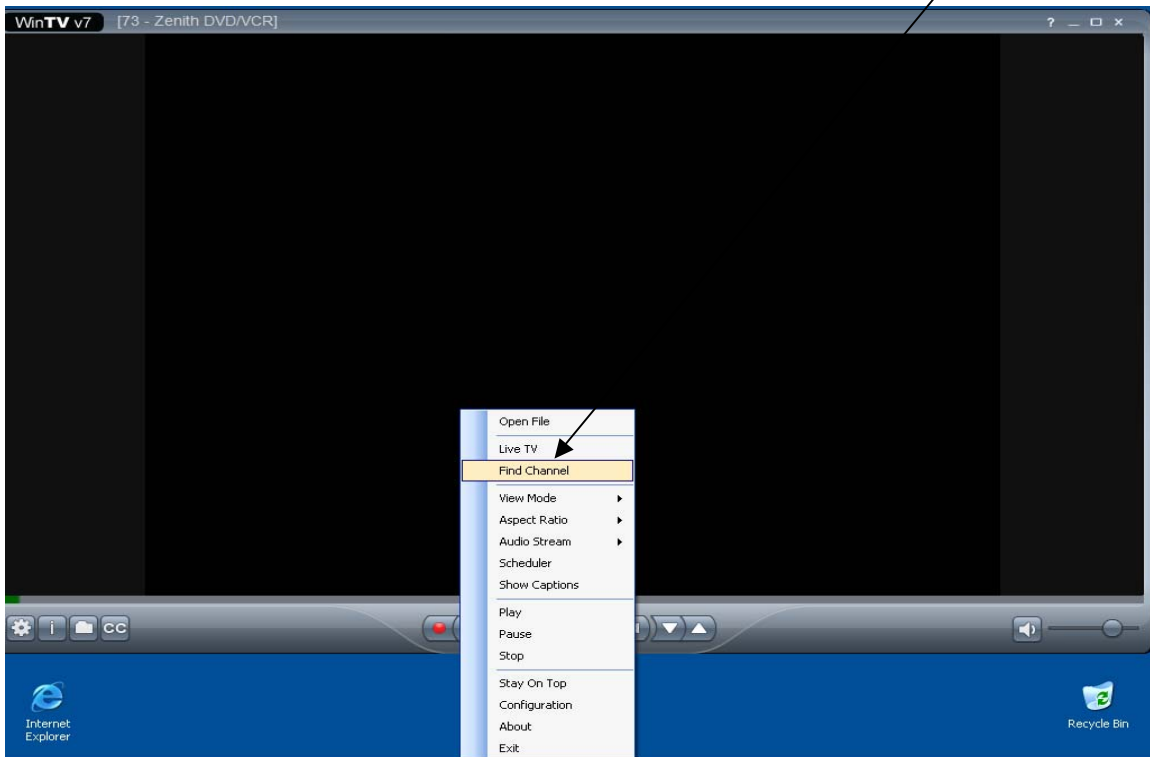 WinTV v7 [73 - Zenith DVD/VCR]
Open File
Live TV
Find Channel
View Mode
Aspect Ratio
Audio Stream
Scheduler
Show Captions
Play
Pause
Stop
Stay On Top
Configuration
About
Exit
i CC
Internet
Explorer
Recycle Bin